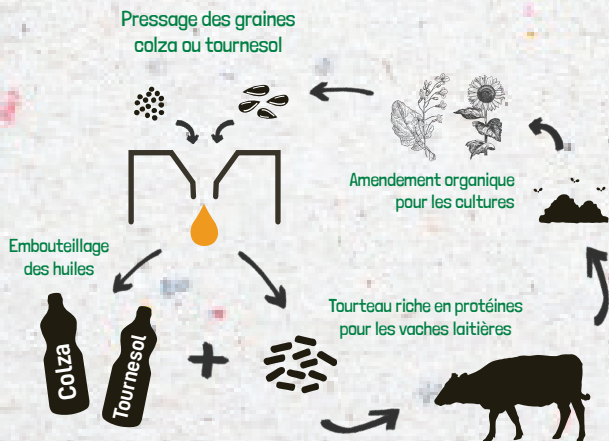 Pressage des graines
colza ou tournesol
Amendement organique
pour les cultures
Embouteillage
des huiles
Tourteau riche en protéines
pour les vaches laitières
Colza
Tournesol